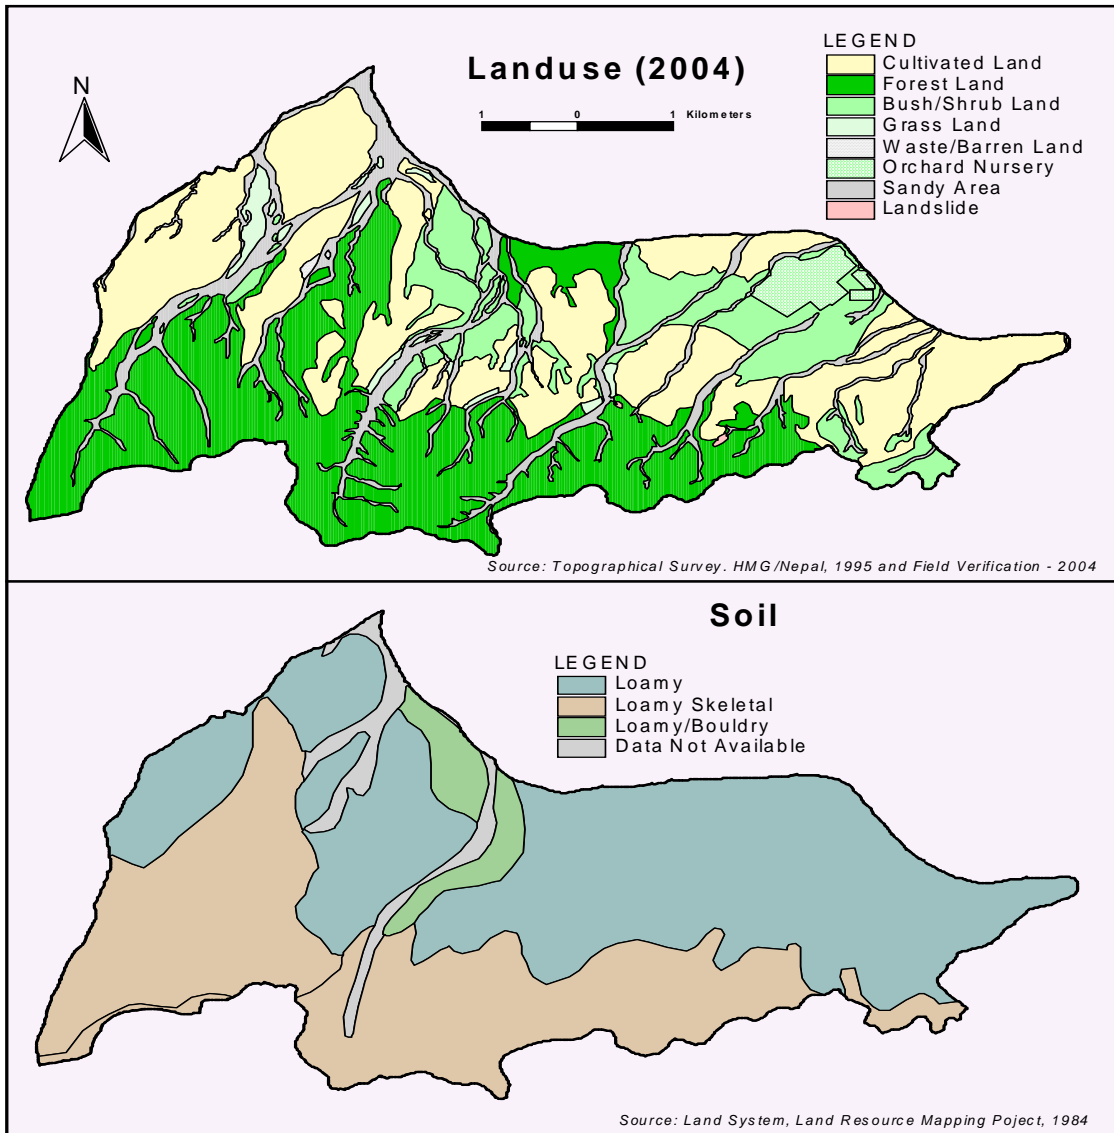 Landuse (2004)
N
1 0 1 Kilometers
LEGEND
Cultivated Land
Forest Land
Bush/Shrub Land
Grass Land
Waste/Barren Land
Orchard Nursery
Sandy Area
Landslide
Source: Topographical Survey. HMG/Nepal, 1995 and Field Verification - 2004
Soil
LEGEND
Loamy
Loamy Skeletal
Loamy/Bouldry
Data Not Available
Source: Land System, Land Resource Mapping Poject, 1984